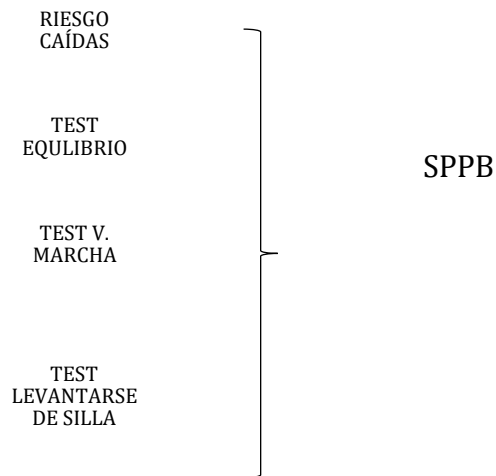 RIESGO
CAÍDAS
TEST
EQULIBRIO
SPPB
TEST V.
MARCHA
TEST
LEVANTARSE
DE SILLA